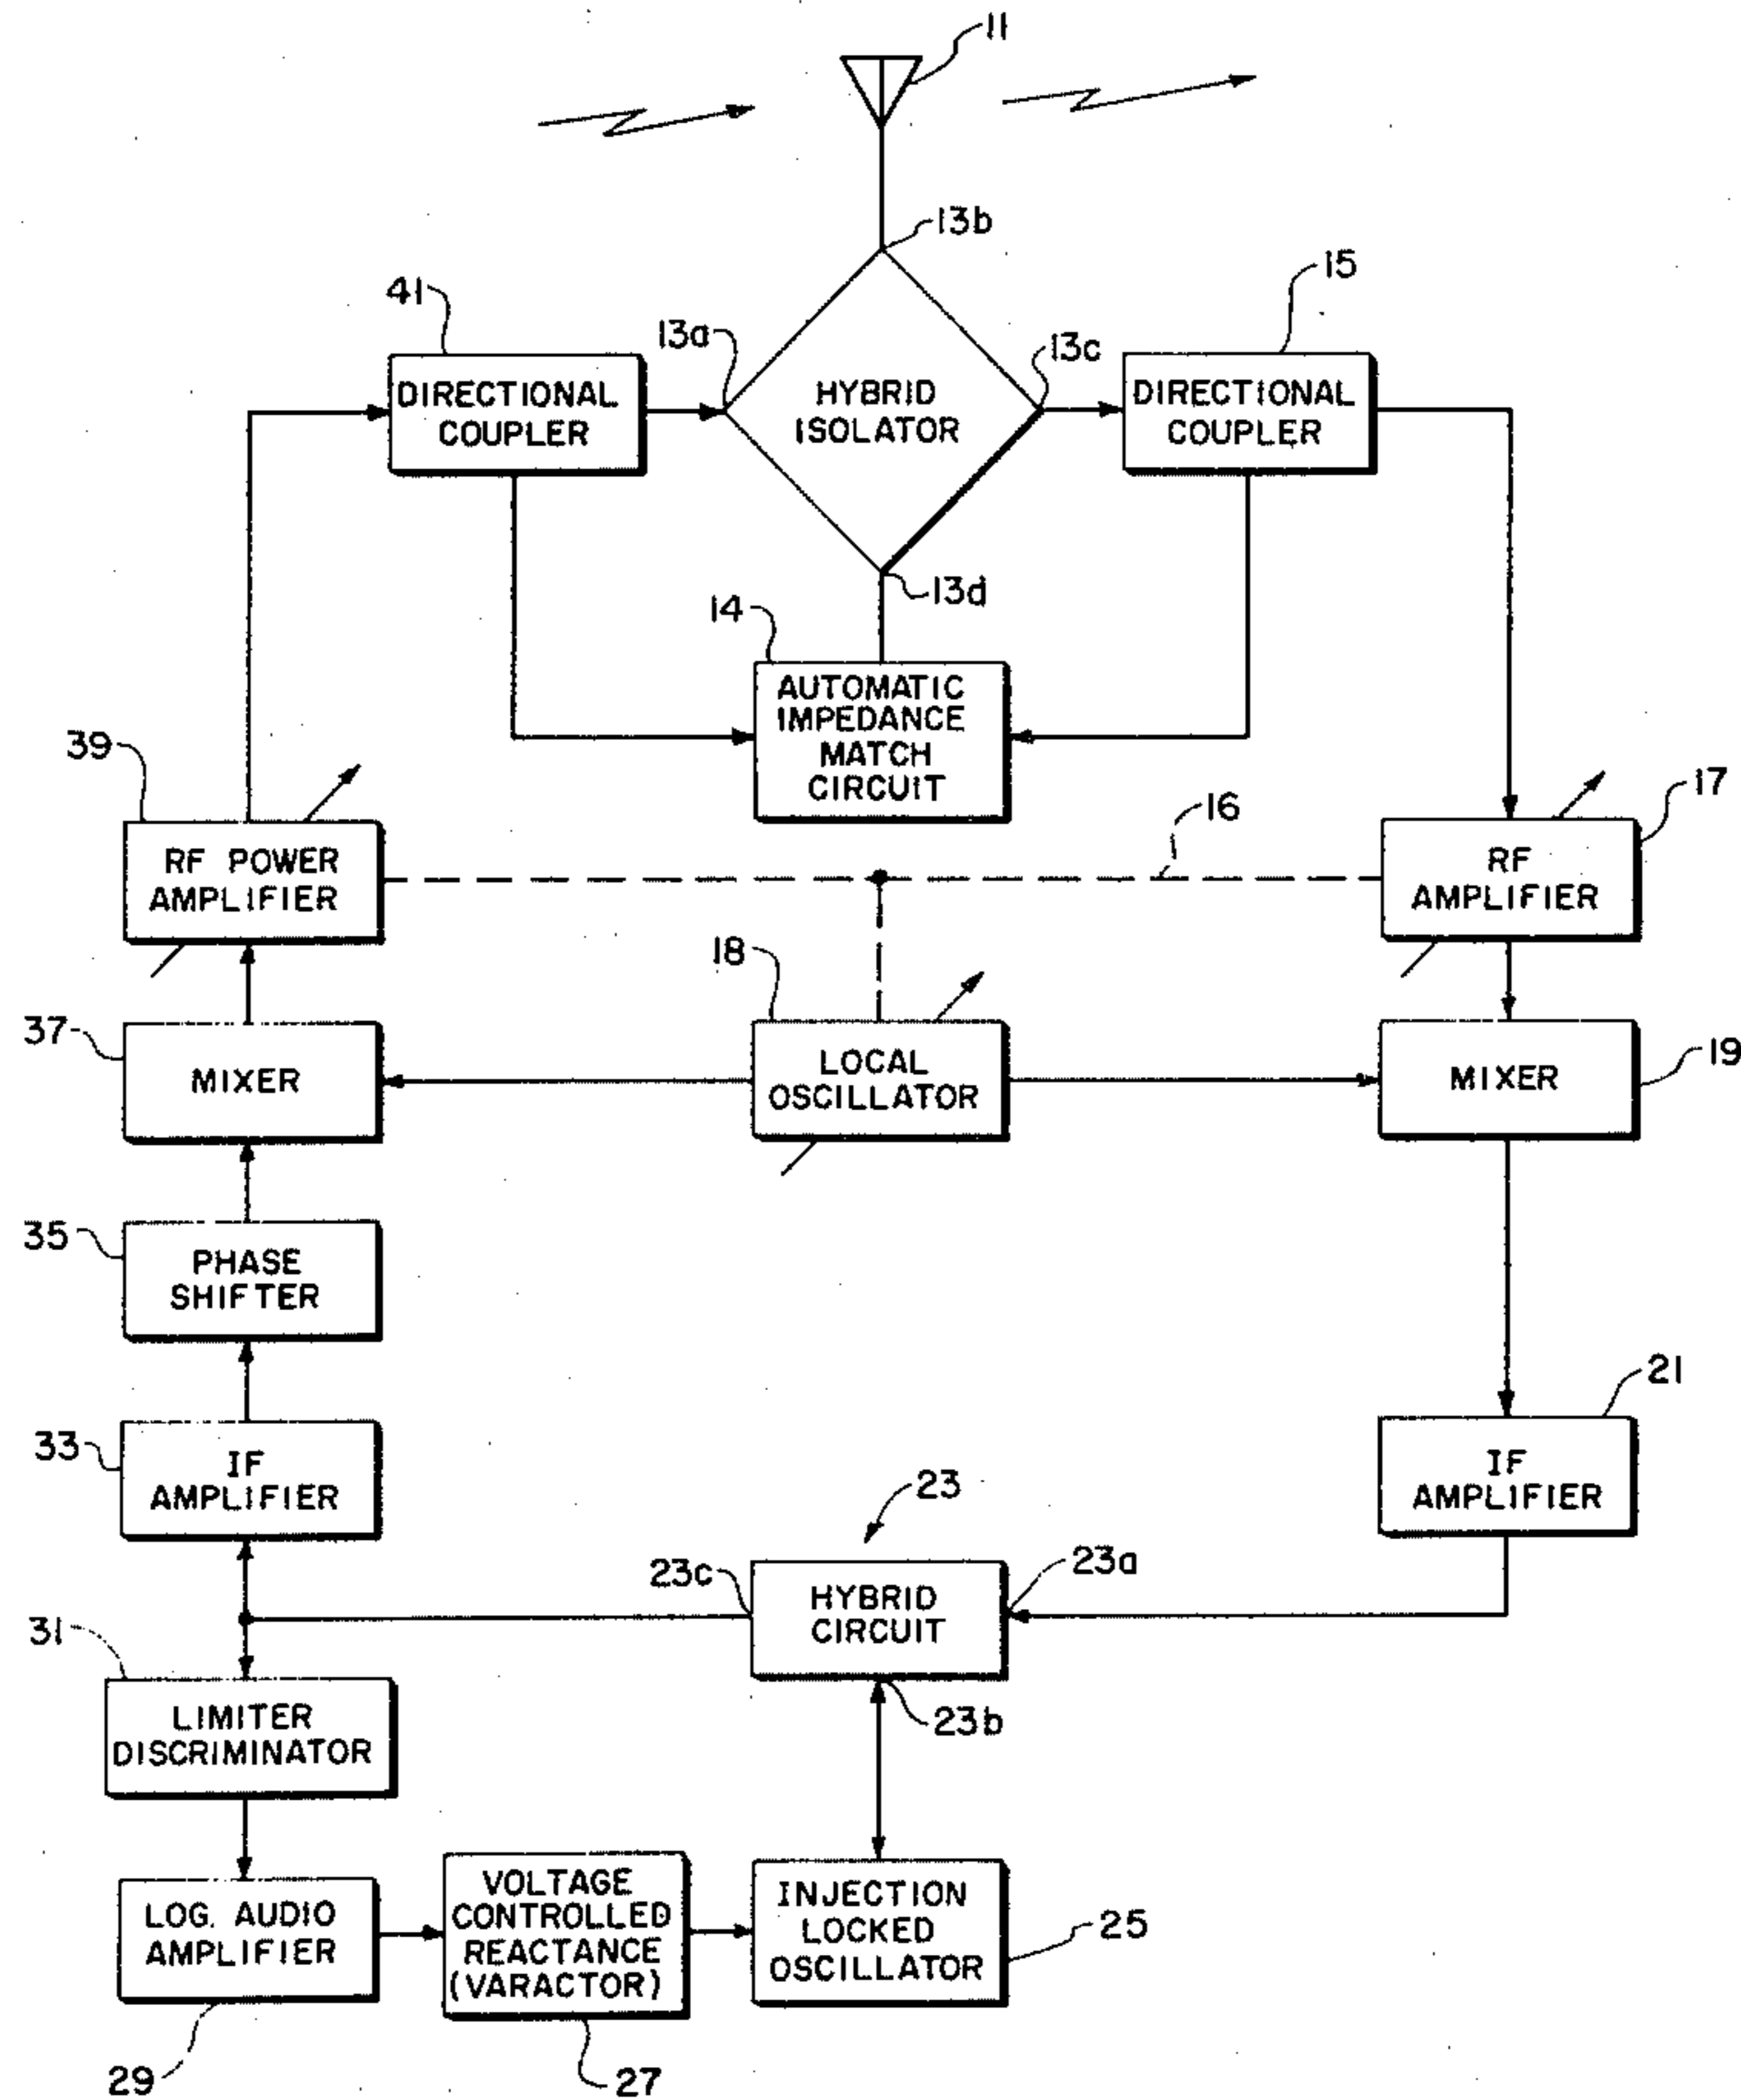 11
13b
41
15
13a
13c
DIRECTIONAL
COUPLER
HYBRID
ISOLATOR
DIRECTIONAL
COUPLER
13d
14
AUTOMATIC
IMPEDANCE
MATCH
CIRCUIT
39
16
17
RF POWER
AMPLIFIER
RF
AMPLIFIER
18
37
MIXER
LOCAL
OSCILLATOR
MIXER
19
35
PHASE
SHIFTER
21
33
IF
AMPLIFIER
IF
AMPLIFIER
23
23c
23a
HYBRID
CIRCUIT
31
LIMITER
DISCRIMINATOR
23b
LOG. AUDIO
AMPLIFIER
VOLTAGE
CONTROLLED
REACTANCE
(VARACTOR)
INJECTION
LOCKED
OSCILLATOR
25
29
27